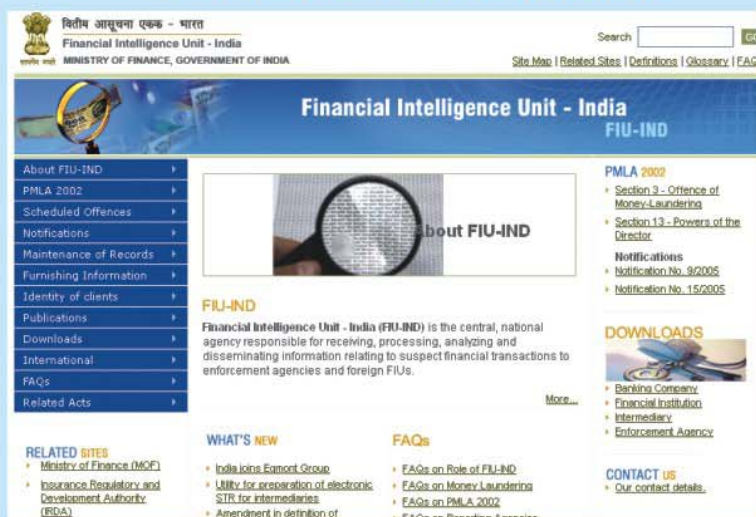 वित्तीय आसूचना एकक - भारत
Financial Intelligence Unit - India
MINISTRY OF FINANCE, GOVERNMENT OF INDIA
Search
GO
Site Map | Related Sites | Definitions | Glossary | FAQ
Financial Intelligence Unit - India
FIU-IND
About FIU-IND
PMLA 2002
Scheduled Offences
Notifications
Maintenance of Records
Furnishing Information
Identity of clients
Publications
Downloads
International
FAQs
Related Acts
RELATED SITES
Ministry of Finance (MOF)
Insurance Regulatory and
Development Authority
(IRDA)
About FIU-IND
FIU-IND
Financial Intelligence Unit - India (FIU-IND) is the central, national
agency responsible for receiving, processing, analyzing and
disseminating information relating to suspect financial transactions to
enforcement agencies and foreign FIUs.
More...
WHAT'S NEW
India joins Egmont Group
Utility for preparation of electronic
STR for intermediaries
Amendment in definition of
FAQs
FAQs on Role of FIU-IND
FAQs on Money Laundering
FAQs on PMLA 2002
FAQs on Reporting Agencies
PMLA 2002
Section 3 - Offence of
Money-Laundering
Section 13 - Powers of the
Director
Notifications
Notification No. 9/2005
Notification No. 15/2005
DOWNLOADS
Banking Company
Financial Institution
Intermediary
Enforcement Agency
CONTACT US
Our contact details.